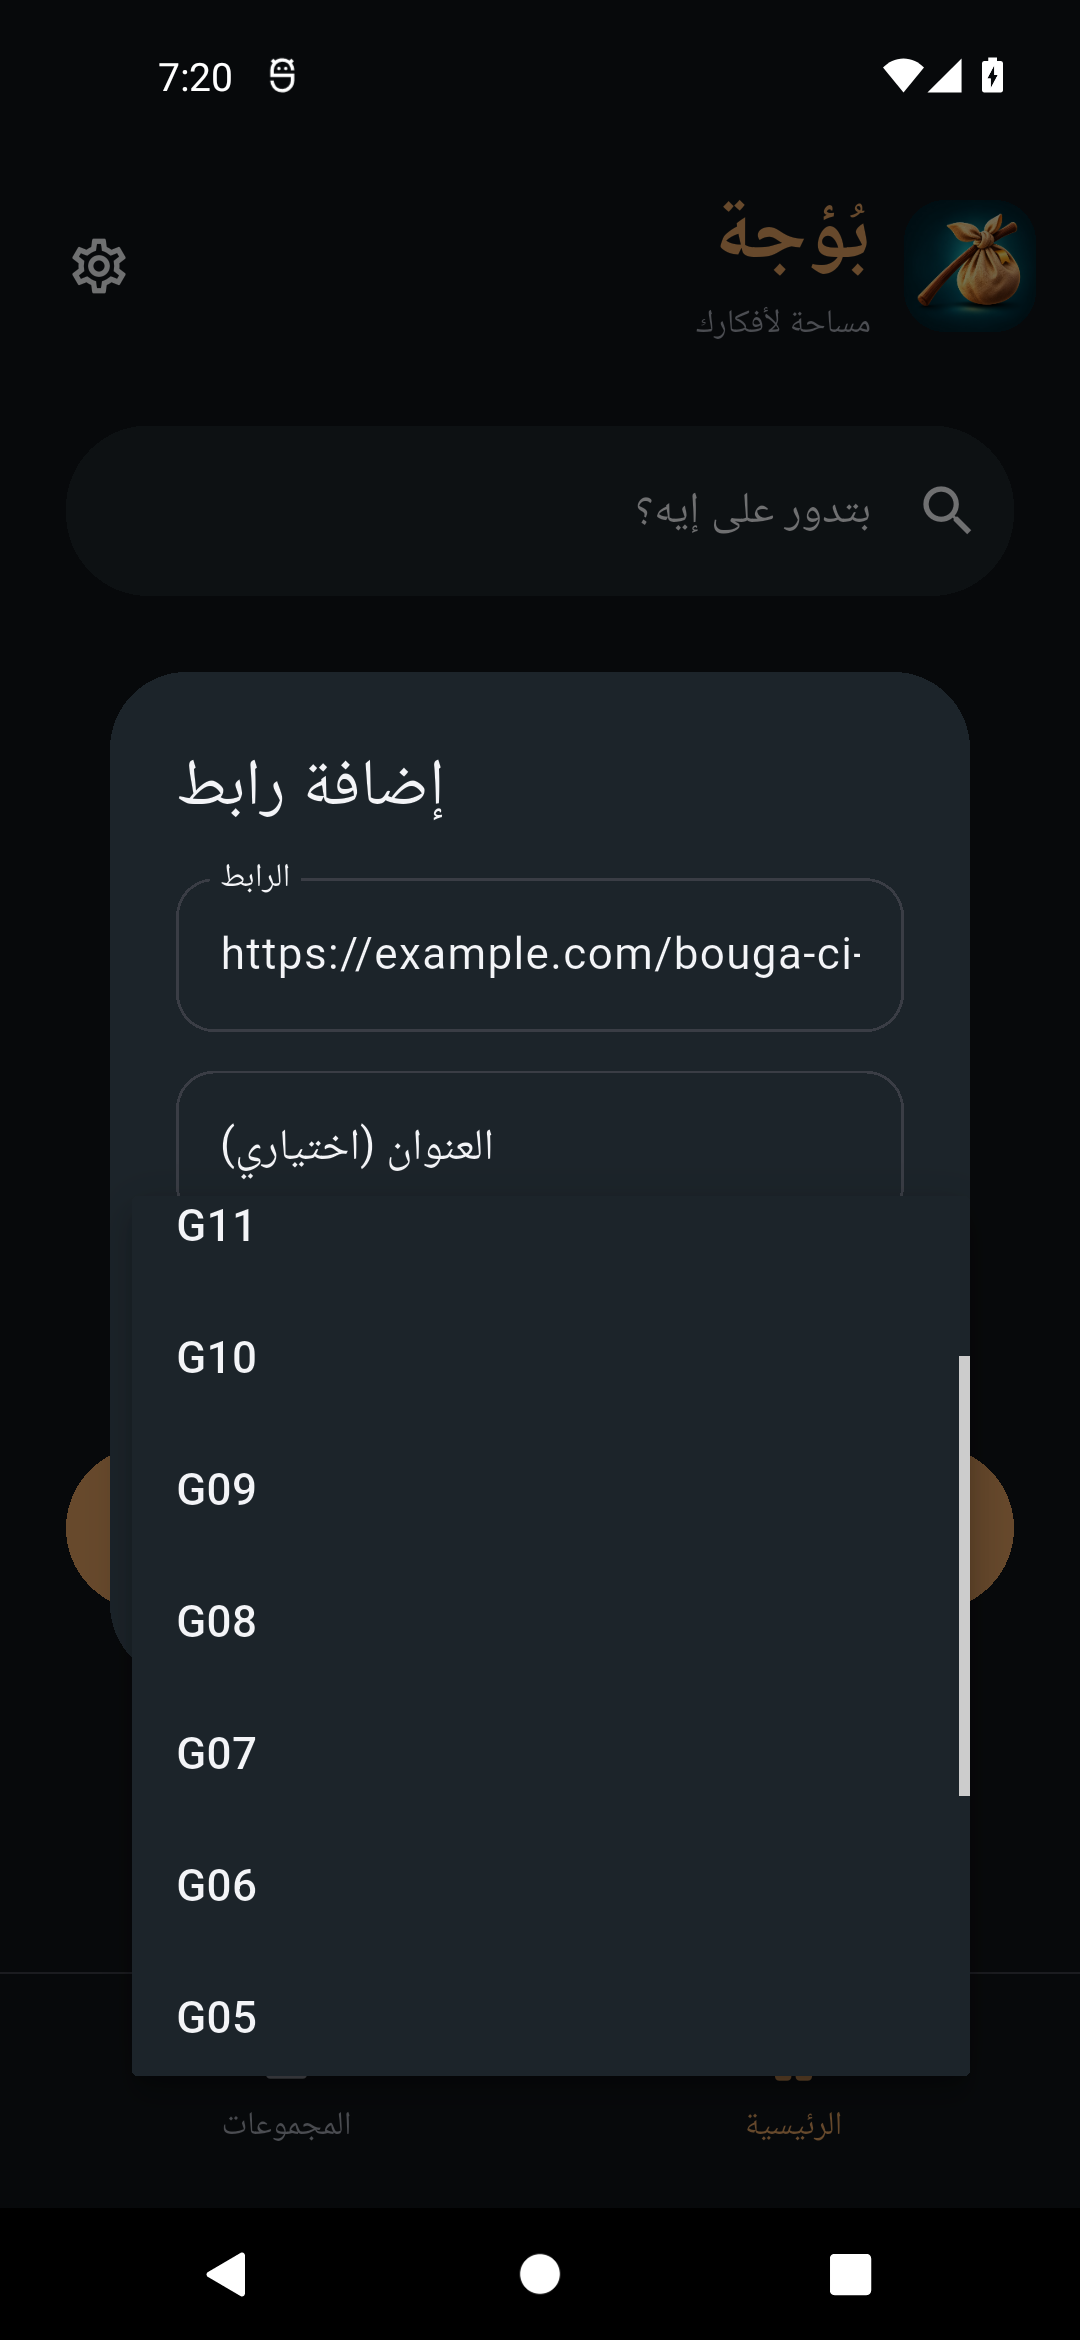 7:20
بُؤجة
مساحة لأفكارك
بتدور على إيه؟
إضافة رابط
الرابط
https://example.com/bouga-ci-
العنوان (اختياري)
G11
G10
G09
G08
G07
G06
G05
الرئيسية
المجموعات